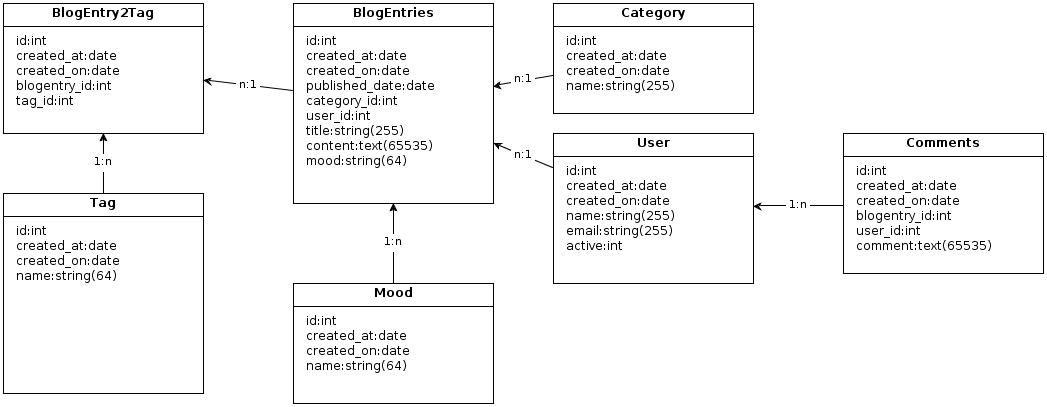 BlogEntry2Tag
id:int
created_at:date
created_on:date
blogentry_id:int
tag_id:int
n:1
BlogEntries
id:int
created_at:date
created_on:date
published_date:date
category_id:int
user_id:int
title:string(255)
content:text(65535)
mood:string(64)
n:1
Category
id:int
created_at:date
created_on:date
name:string(255)
n:1
User
id:int
created_at:date
created_on:date
name:string(255)
email:string(255)
active:int
1:n
Comments
id:int
created_at:date
created_on:date
blogentry_id:int
user_id:int
comment:text(65535)
1:n
Tag
id:int
created_at:date
created_on:date
name:string(64)
1:n
Mood
id:int
created_at:date
created_on:date
name:string(64)